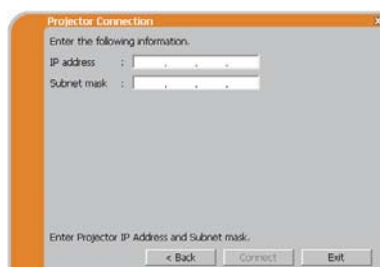 Projector Connection x
Enter the following information.
IP address : . . .
Subnet mask : . . .
Enter Projector IP Address and Subnet mask.
< Back Connect Exit